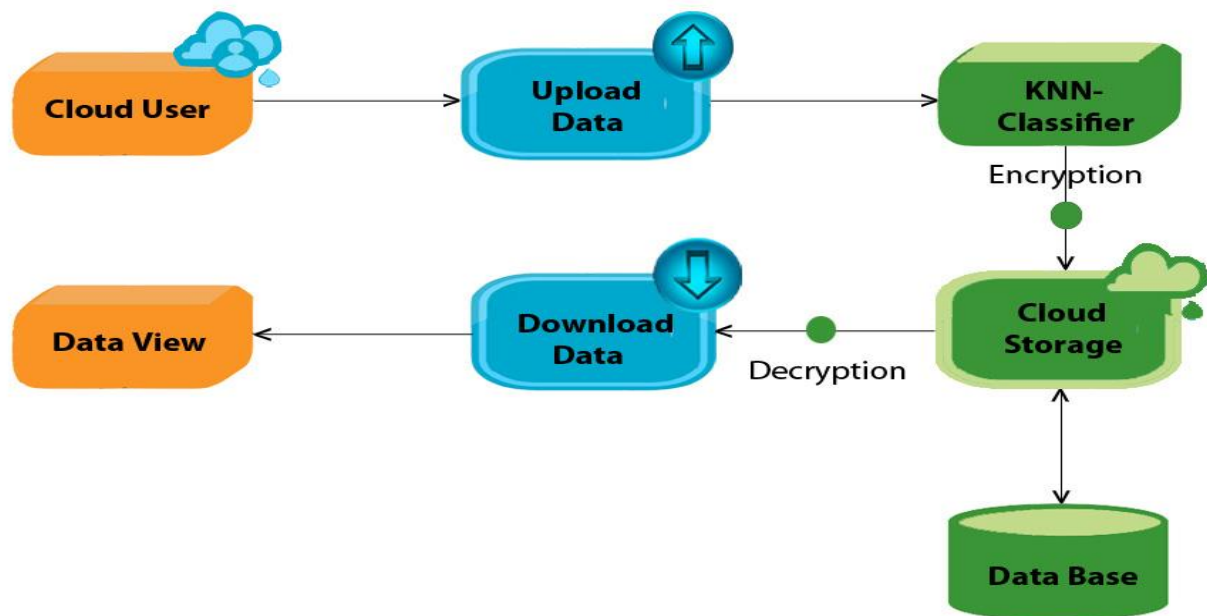 Cloud User
Upload
Data
KNN-
Classifier
Encryption
Data View
Download
Data
Decryption
Cloud
Storage
Data Base